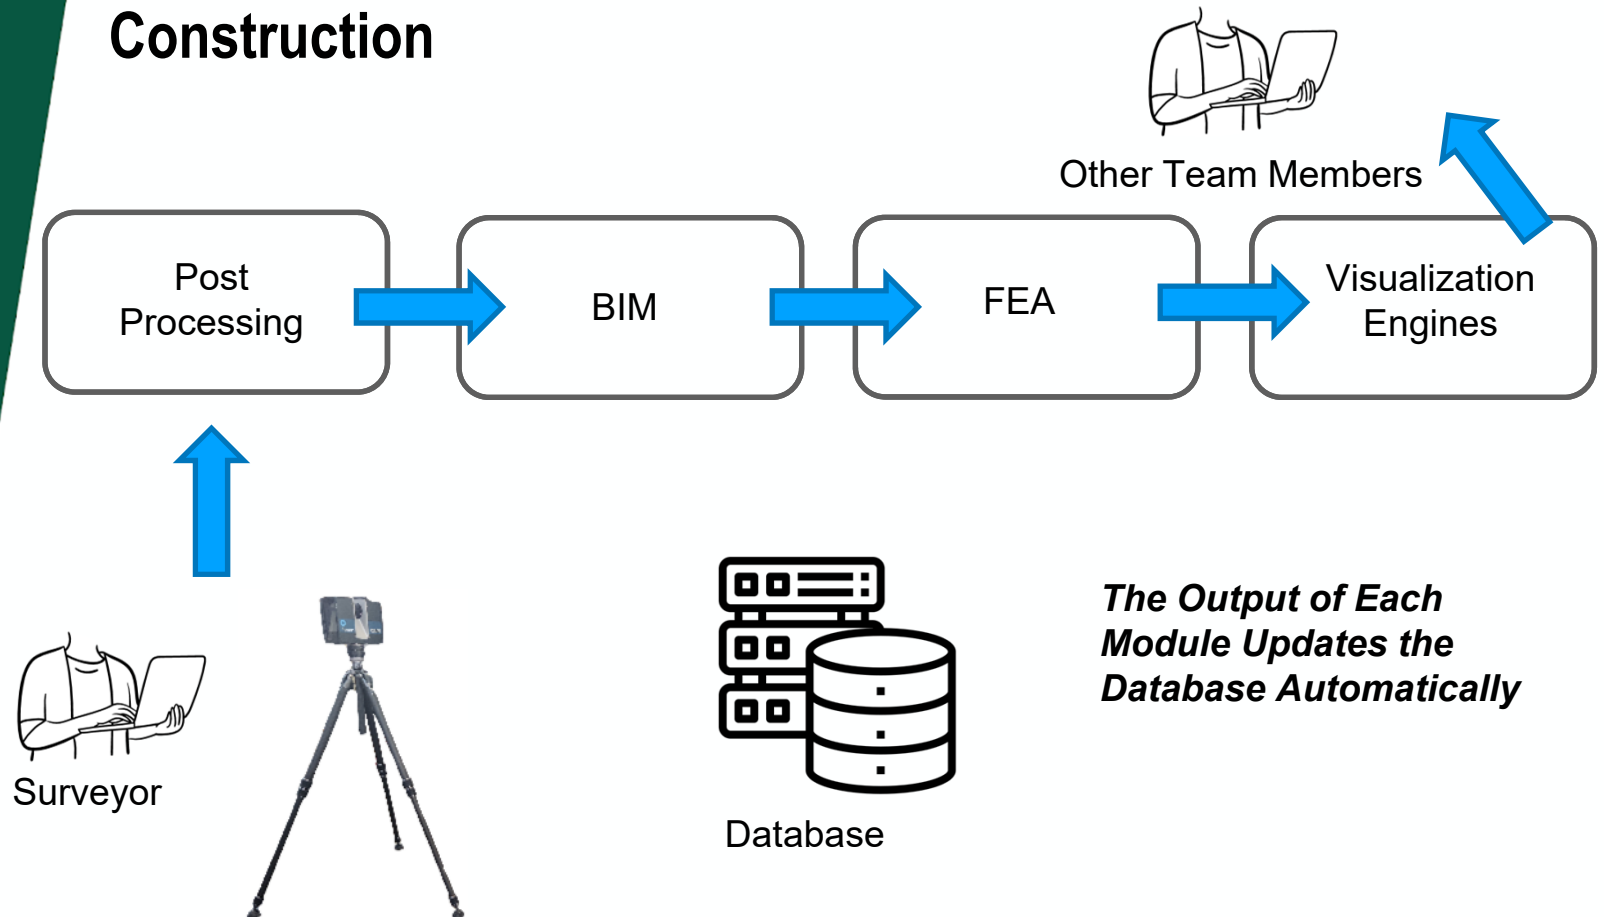 Construction
Other Team Members
Post
Processing
BIM
FEA
Visualization
Engines
Surveyor
Database
The Output of Each
Module Updates the
Database Automatically